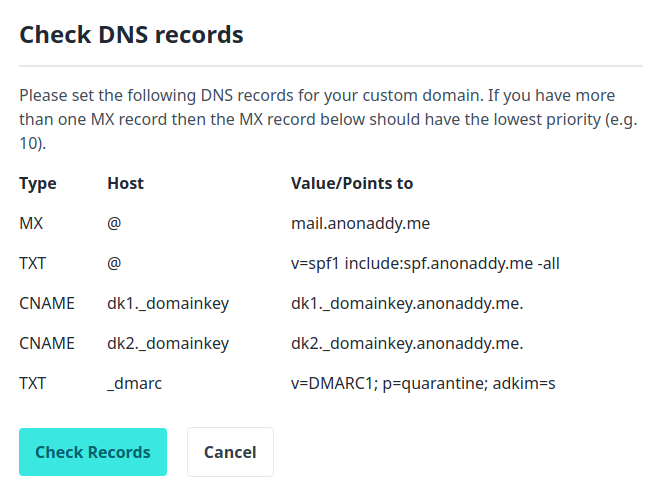 Check DNS records
Please set the following DNS records for your custom domain. If you have more
than one MX record then the MX record below should have the lowest priority (e.g.
10).
Type Host Value/Points to
MX @ mail.anonaddy.me
TXT @ v=spf1 include:spf.anonaddy.me -all
CNAME dk1._domainkey dk1._domainkey.anonaddy.me.
CNAME dk2._domainkey dk2._domainkey.anonaddy.me.
TXT _dmarc v=DMARC1; p=quarantine; adkim=s
Check Records Cancel